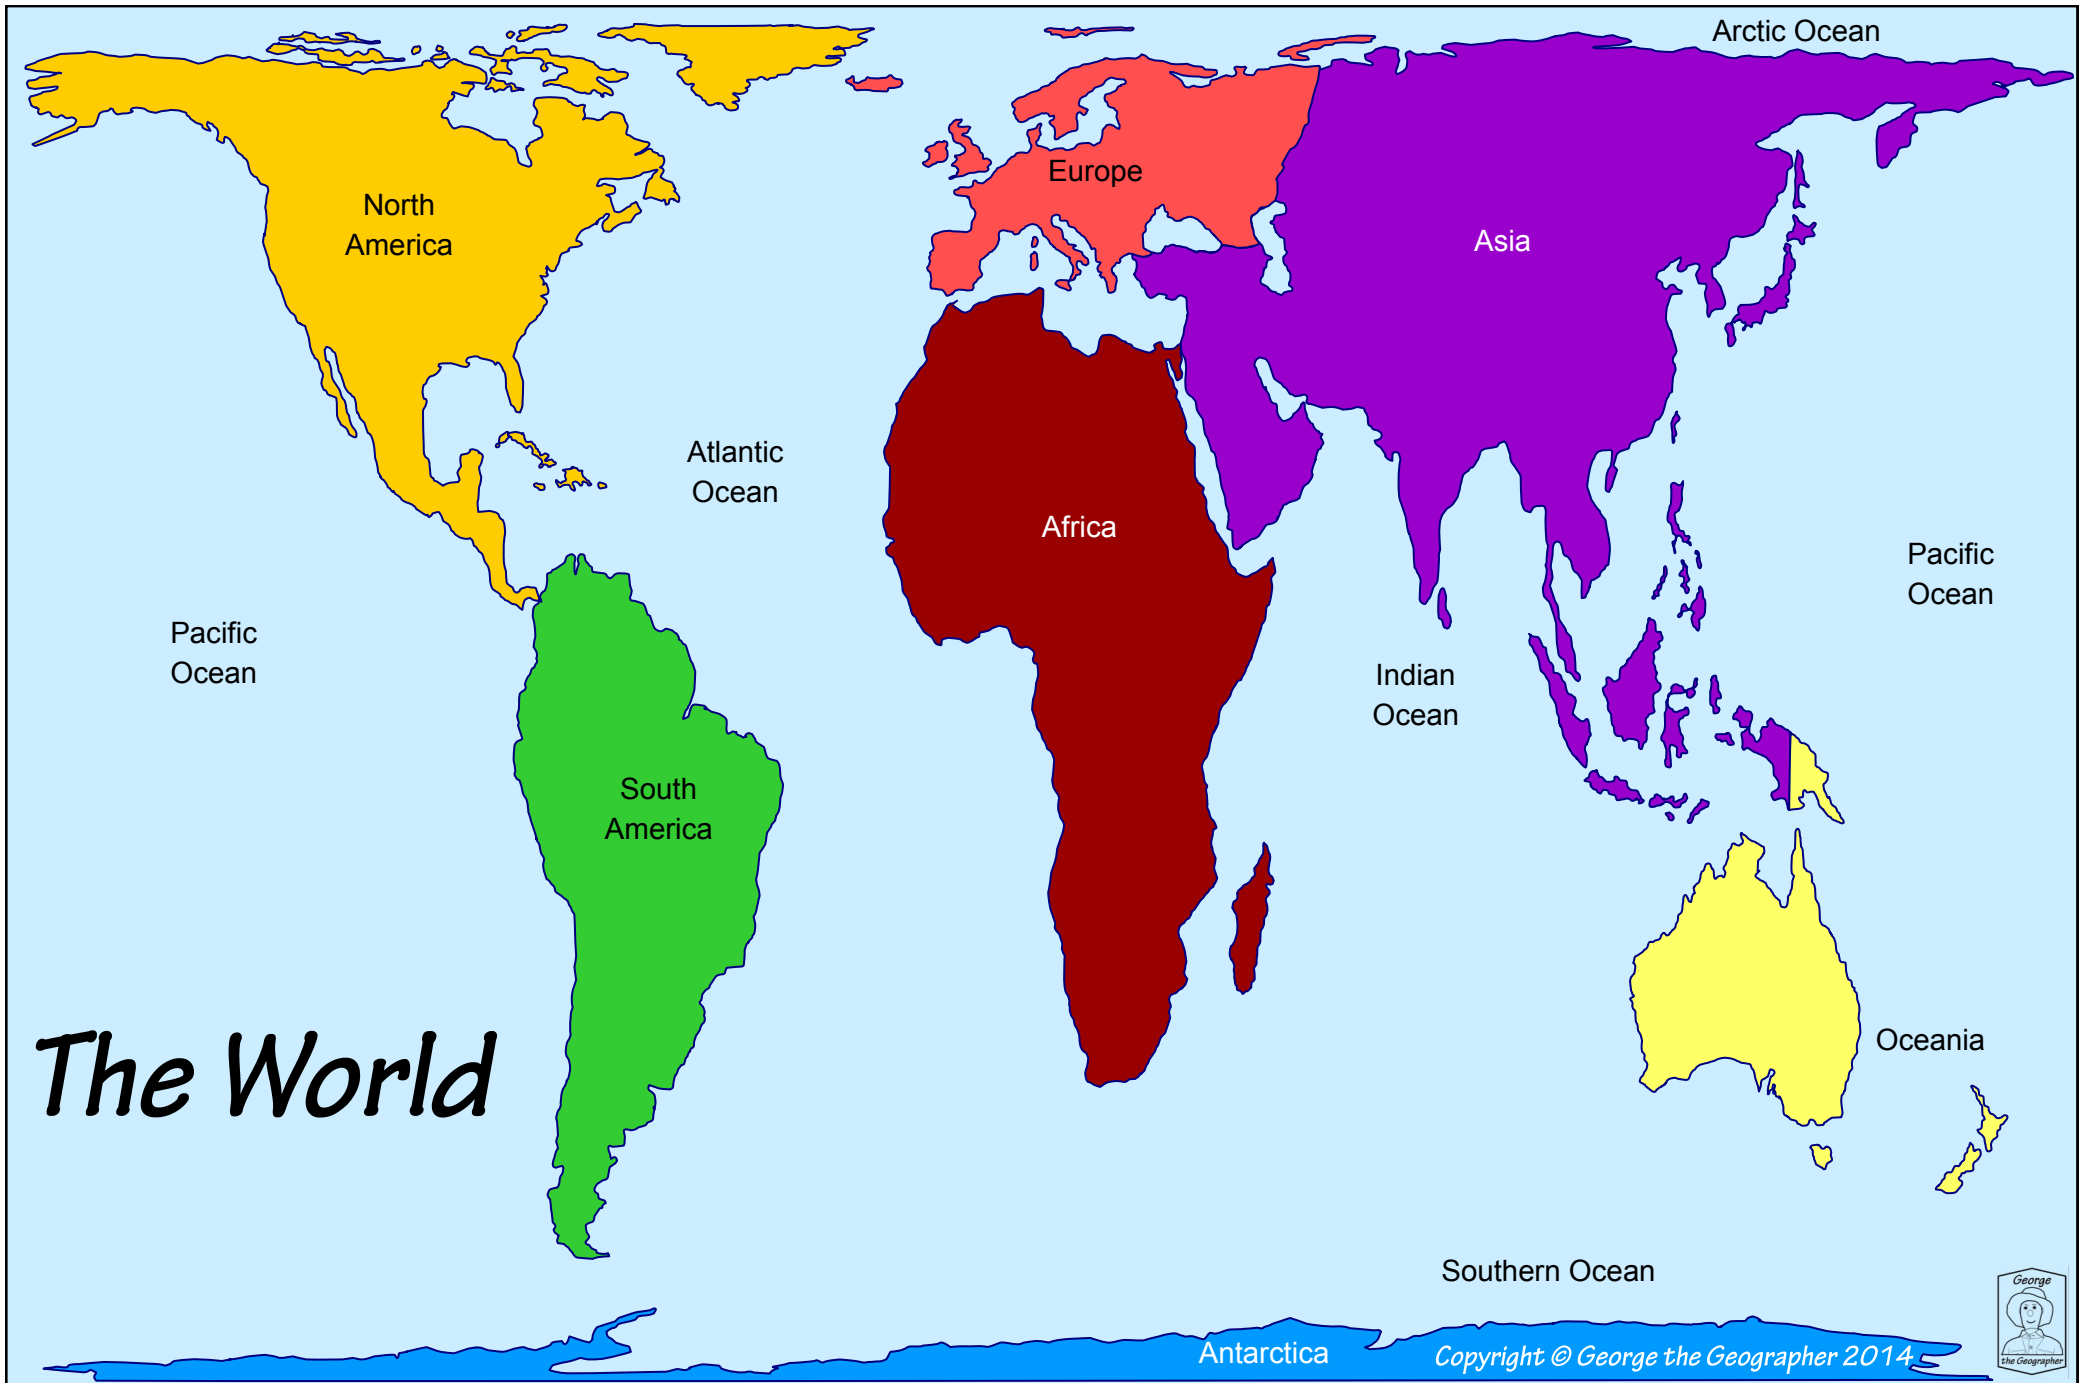 Arctic Ocean
Europe
North
America
Asia
Atlantic
Ocean
Africa
Pacific
Ocean
Pacific
Ocean
Indian
Ocean
South
America
The World
Oceania
Southern Ocean
George
the Geographer
Antarctica
Copyright © George the Geographer 2014